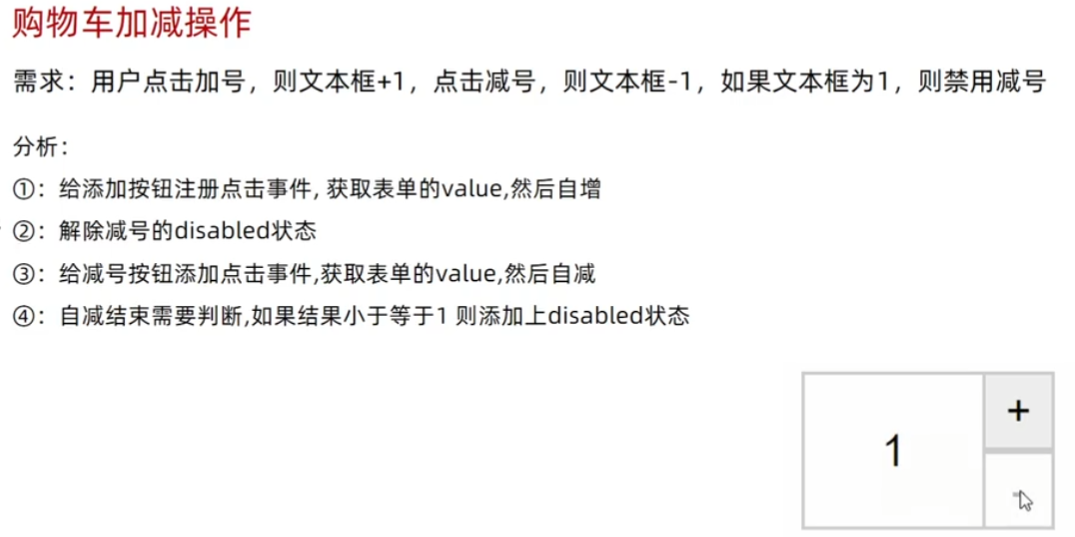 购物车加减操作
需求：用户点击加号，则文本框+1，点击减号，则文本框-1，如果文本框为1，则禁用减号
分析：
①：给添加按钮注册点击事件, 获取表单的value,然后自增
②：解除减号的disabled状态
③：给减号按钮添加点击事件,获取表单的value,然后自减
④：自减结束需要判断,如果结果小于等于1 则添加上disabled状态
+
1
-